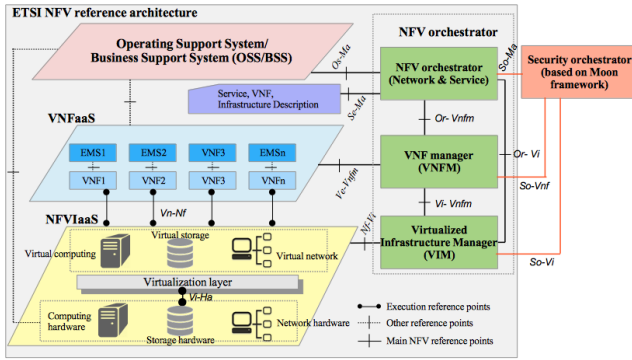 ETSI NFV reference architecture
NFV orchestrator
Operating Support System/
Business Support System (OSS/BSS)
Os-Ma
NFV orchestrator
(Network & Service)
So-Ma
Security orchestrator
(based on Moon
framework)
Service, VNF,
Infrastructure Description
Se-Ma
Or- Vnfm
VNFaaS
EMS1
EMS2
VNF3
EMSn
VNF1
VNF2
VNF3
VNFn
Ve-Vnfm
VNF manager
(VNFM)
Or- Vi
So-Vnf
Vn-Nf
Vi- Vnfm
NFVIaaS
Nf-Vi
Virtual storage
Virtual computing
Virtual network
Virtualized
Infrastructure Manager
(VIM)
So-Vi
Virtualization layer
Vi-Ha
Computing
hardware
Storage hardware
Network hardware
Execution reference points
Other reference points
Main NFV reference points